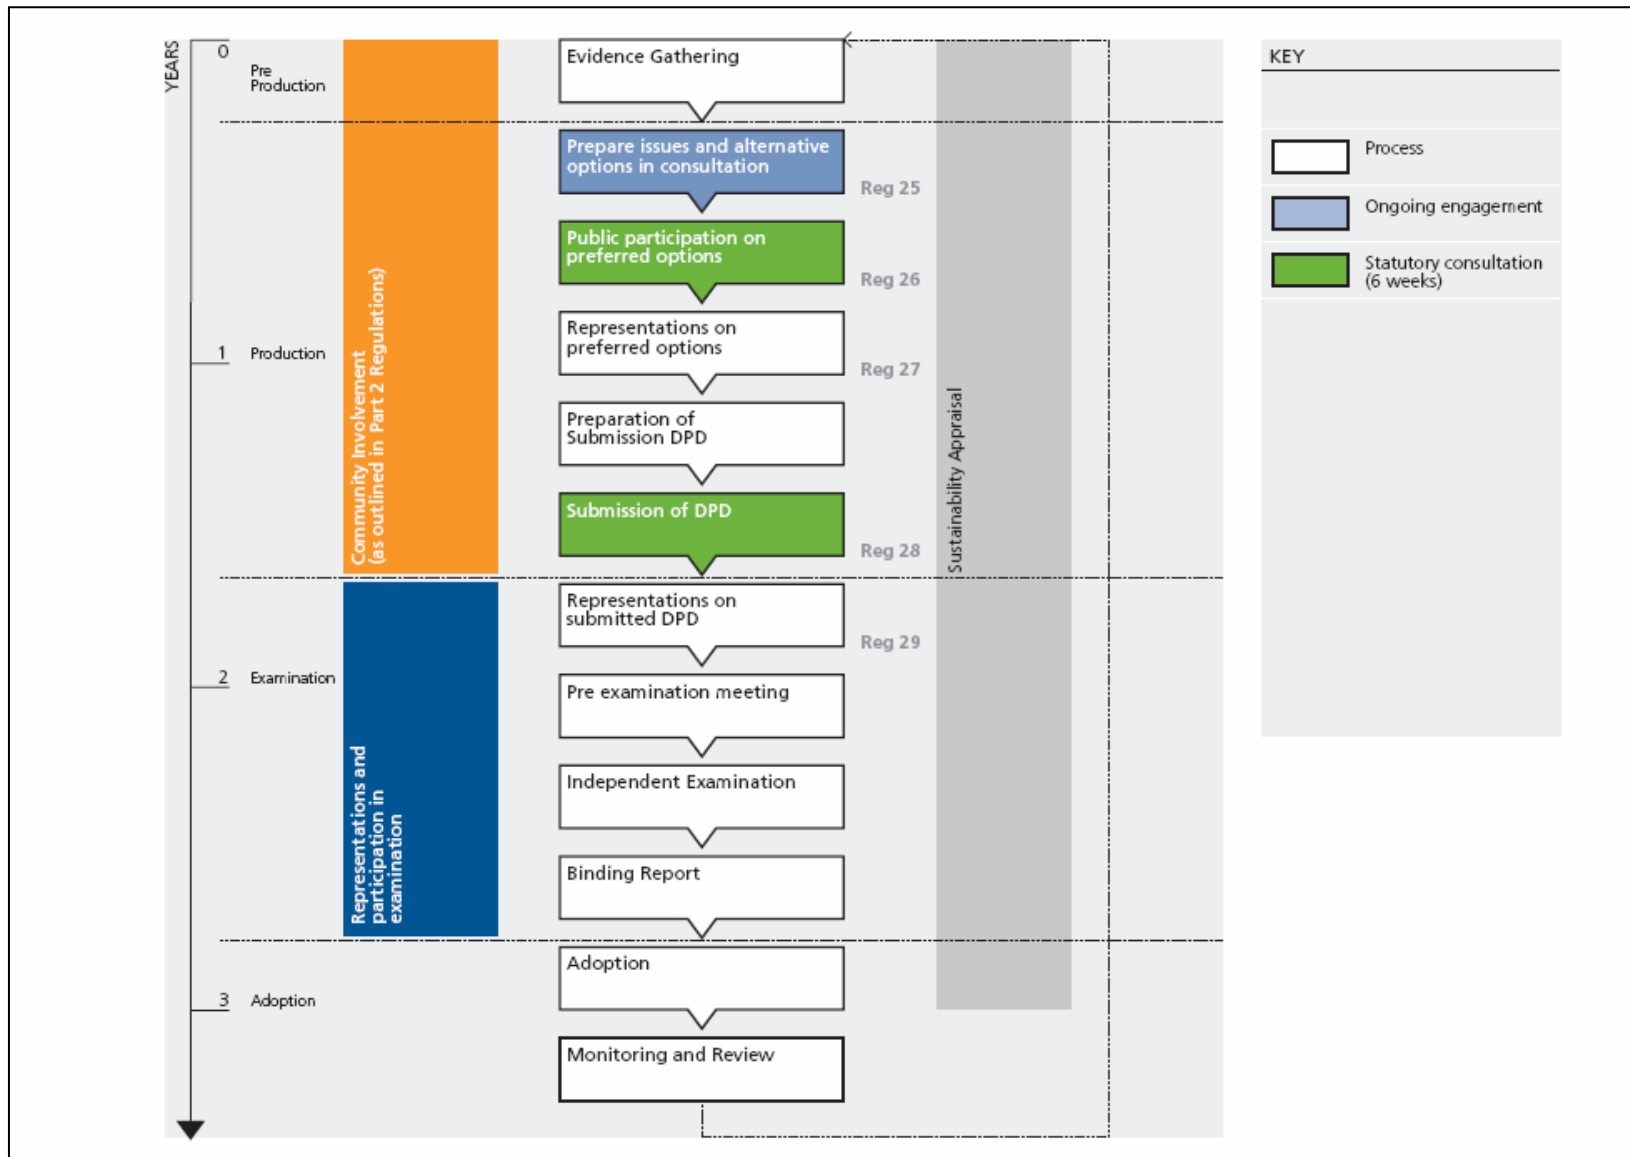 YEARS
0
Pre
Production
1
Production
2
Examination
3
Adoption
Community Involvement
(as outlined in Part 2 Regulations)
Representations and
participation in
examination
Evidence Gathering
Prepare issues and alternative
options in consultation
Reg 25
Public participation on
preferred options
Reg 26
Representations on
preferred options
Reg 27
Preparation of
Submission DPD
Submission of DPD
Reg 28
Representations on
submitted DPD
Reg 29
Pre examination meeting
Independent Examination
Binding Report
Adoption
Monitoring and Review
Sustainability Appraisal
KEY
Process
Ongoing engagement
Statutory consultation
(6 weeks)